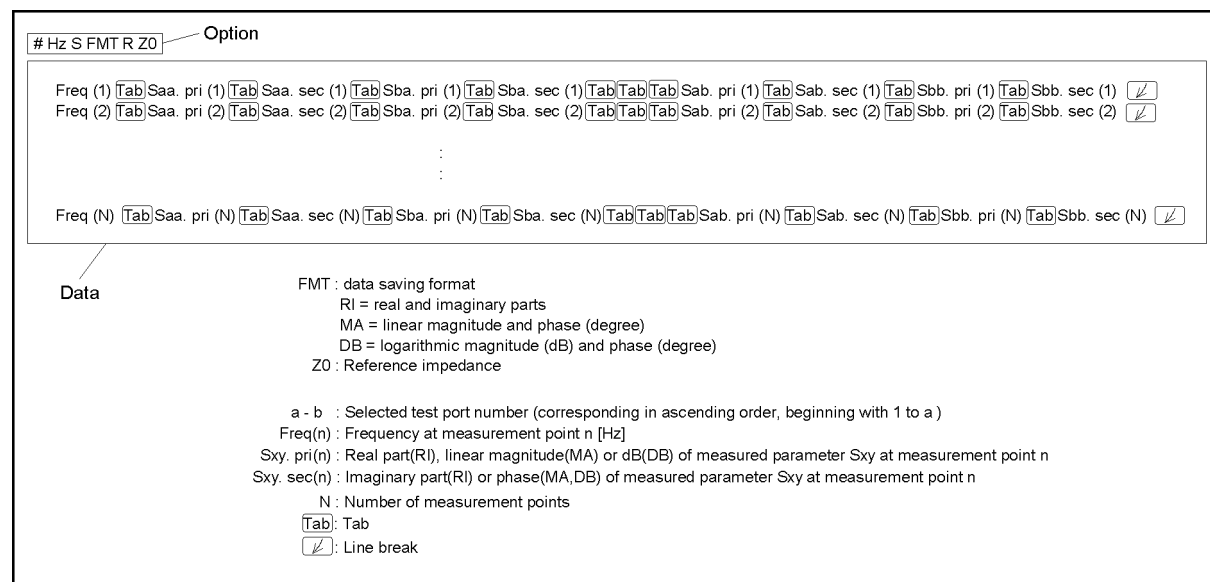 # Hz S FMT R Z0
Option
Freq (1) Tab Saa. pri (1) Tab Saa. sec (1) Tab Sba. pri (1) Tab Sba. sec (1) Tab Tab Tab Sab. pri (1) Tab Sab. sec (1) Tab Sbb. pri (1) Tab Sbb. sec (1)
Freq (2) Tab Saa. pri (2) Tab Saa. sec (2) Tab Sba. pri (2) Tab Sba. sec (2) Tab Tab Tab Sab. pri (2) Tab Sab. sec (2) Tab Sbb. pri (2) Tab Sbb. sec (2)
:
:
Freq (N) Tab Saa. pri (N) Tab Saa. sec (N) Tab Sba. pri (N) Tab Sba. sec (N) Tab Tab Tab Sab. pri (N) Tab Sab. sec (N) Tab Sbb. pri (N) Tab Sbb. sec (N)
Data
FMT : data saving format
RI = real and imaginary parts
MA = linear magnitude and phase (degree)
DB = logarithmic magnitude (dB) and phase (degree)
Z0 : Reference impedance
a - b : Selected test port number (corresponding in ascending order, beginning with 1 to a )
Freq(n) : Frequency at measurement point n [Hz]
Sxy. pri(n) : Real part(RI), linear magnitude(MA) or dB(DB) of measured parameter Sxy at measurement point n
Sxy. sec(n) : Imaginary part(RI) or phase(MA,DB) of measured parameter Sxy at measurement point n
N : Number of measurement points
Tab : Tab
: Line break